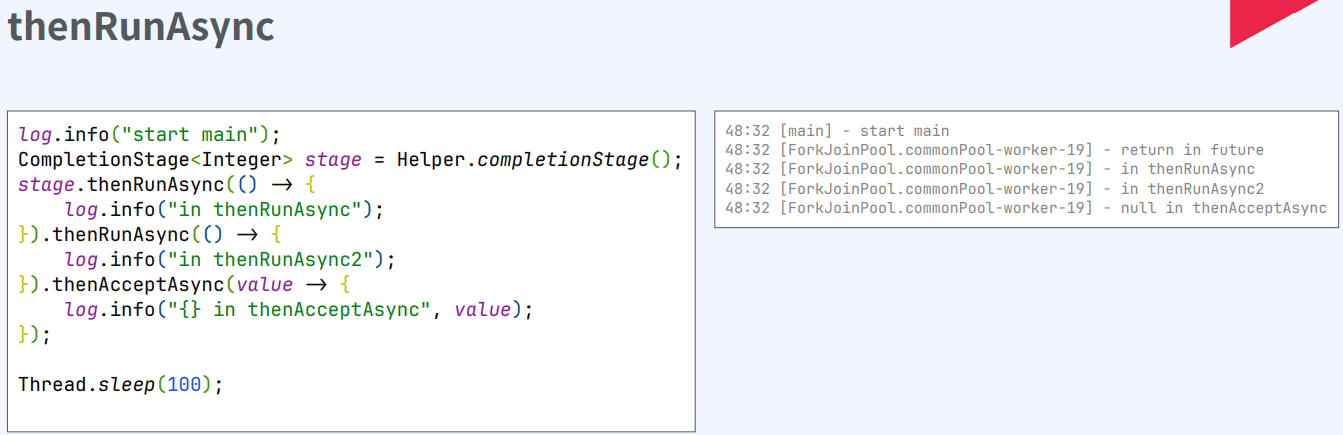 thenRunAsync
log.info("start main");
CompletionStage<Integer> stage = Helper.completionStage();
stage.thenRunAsync(() -> {
    log.info("in thenRunAsync");
}).thenRunAsync(() -> {
    log.info("in thenRunAsync2");
}).thenAcceptAsync(value -> {
    log.info("{} in thenAcceptAsync", value);
});
Thread.sleep(100);
48:32 [main] - start main
48:32 [ForkJoinPool.commonPool-worker-19] - return in future
48:32 [ForkJoinPool.commonPool-worker-19] - in thenRunAsync
48:32 [ForkJoinPool.commonPool-worker-19] - in thenRunAsync2
48:32 [ForkJoinPool.commonPool-worker-19] - null in thenAcceptAsync